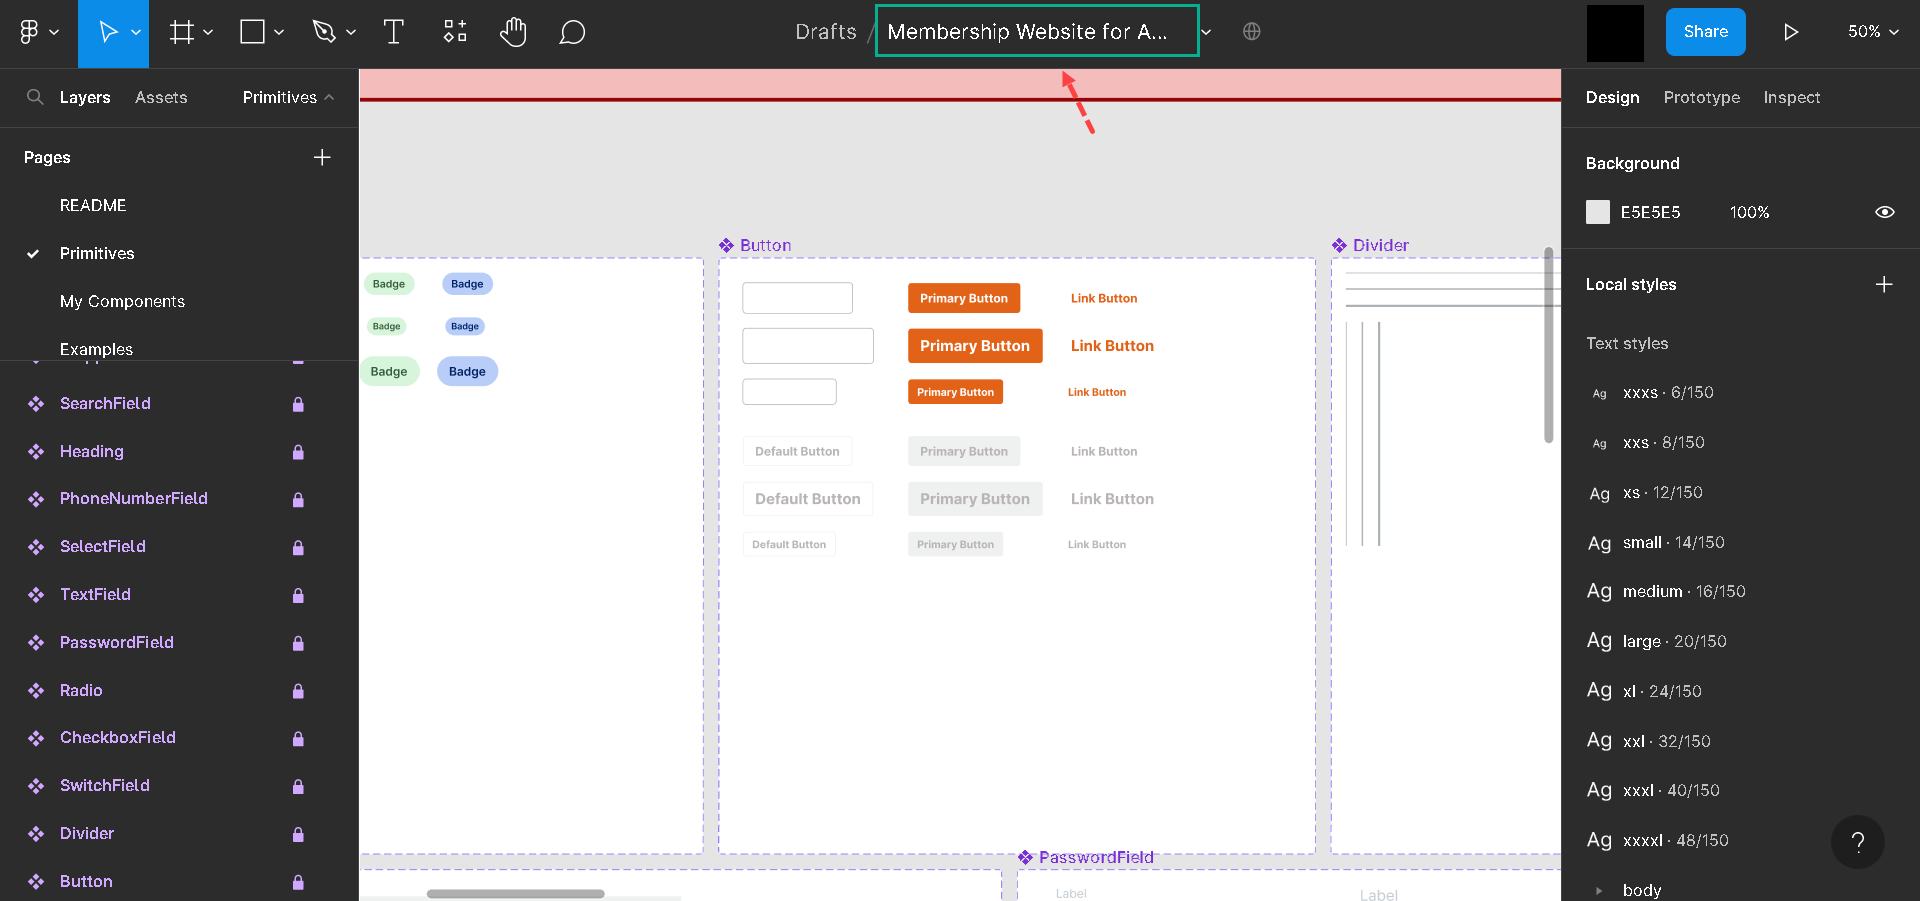 Drafts / Membership Website for A...
Share
50%
Layers
Assets
Primitives
Pages
README
Primitives
My Components
Examples
SearchField
Heading
PhoneNumberField
SelectField
TextField
PasswordField
Radio
CheckboxField
SwitchField
Divider
Button
Button
Divider
Badge Badge
Badge Badge
Badge Badge
Primary Button Link Button
Primary Button Link Button
Primary Button Link Button
Default Button Primary Button Link Button
Default Button Primary Button Link Button
Default Button Primary Button Link Button
PasswordField
Label Label
Design
Prototype
Inspect
Background
E5E5E5 100%
Local styles
Text styles
Ag xxxs · 6/150
Ag xxs · 8/150
Ag xs · 12/150
Ag small · 14/150
Ag medium · 16/150
Ag large · 20/150
Ag xl · 24/150
Ag xxl · 32/150
Ag xxxl · 40/150
Ag xxxxl · 48/150
body
?